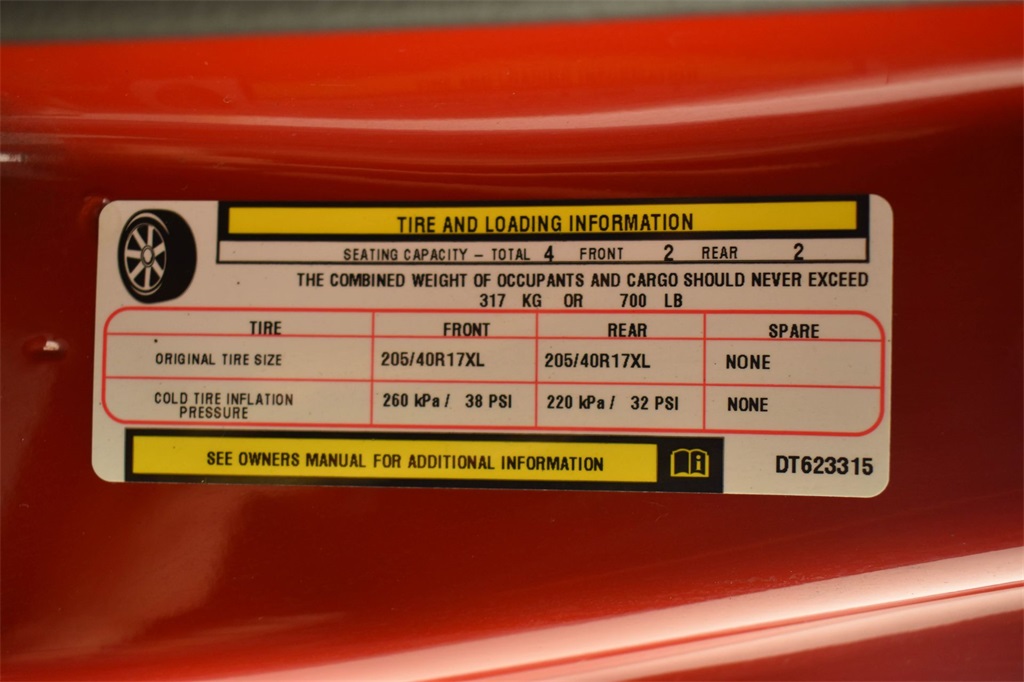 TIRE AND LOADING INFORMATION
SEATING CAPACITY – TOTAL 4 FRONT 2 REAR 2
THE COMBINED WEIGHT OF OCCUPANTS AND CARGO SHOULD NEVER EXCEED
317 KG OR 700 LB
TIRE FRONT REAR SPARE
ORIGINAL TIRE SIZE 205/40R17XL 205/40R17XL NONE
COLD TIRE INFLATION
PRESSURE 260 kPa / 38 PSI 220 kPa / 32 PSI NONE
SEE OWNERS MANUAL FOR ADDITIONAL INFORMATION
DT623315